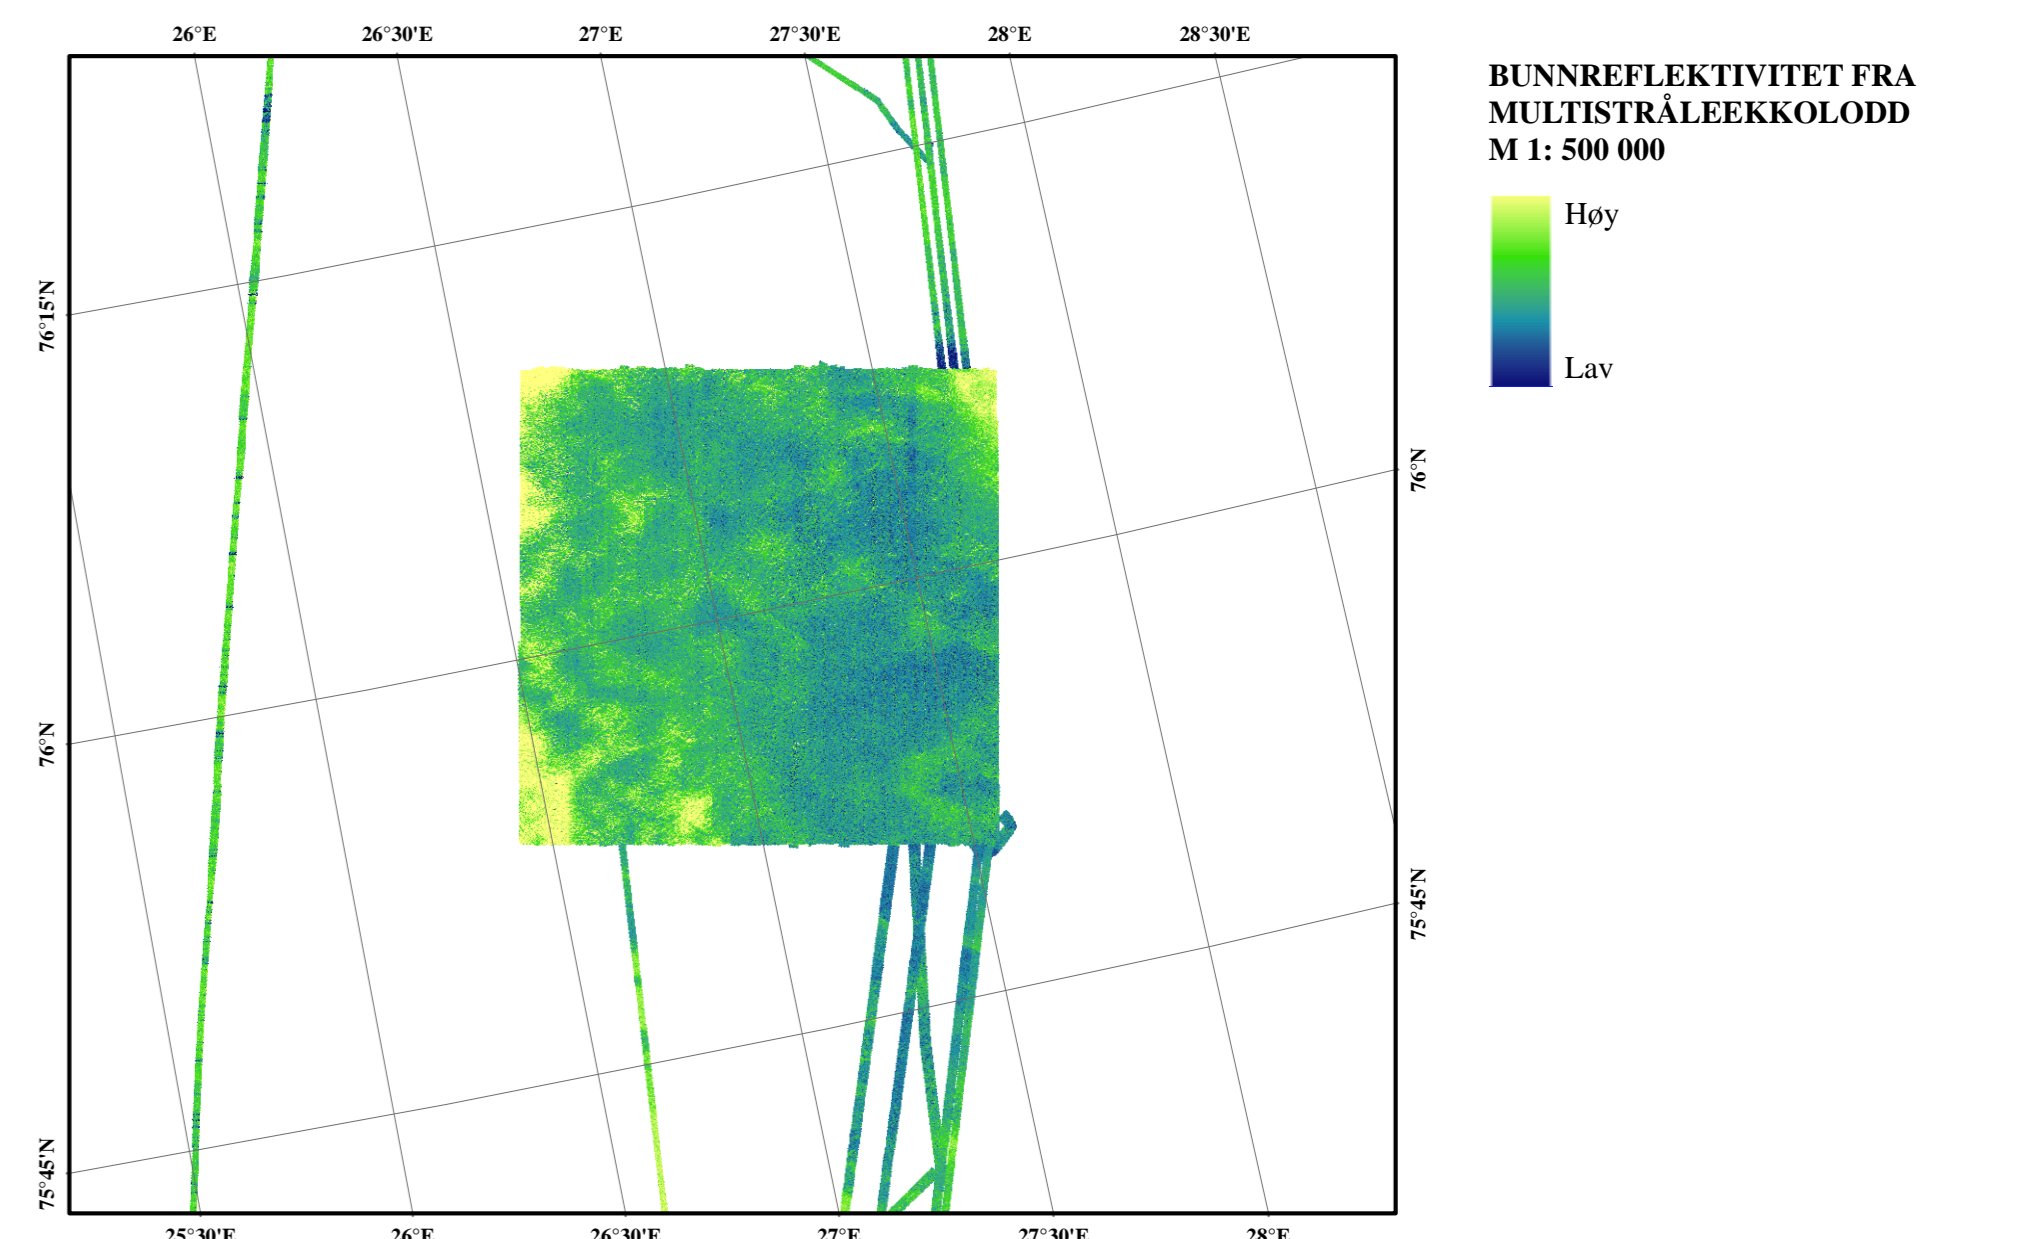 26°E
26°30'E
27°E
27°30'E
28°E
28°30'E
BUNNREFLEKTIVITET FRA
MULTISTRÅLEEKKOLODD
M 1: 500 000
Høy
Lav
76°15'N
76°N
75°45'N
76°N
75°45'N
25°30'E
26°E
26°30'E
27°E
27°30'E
28°E